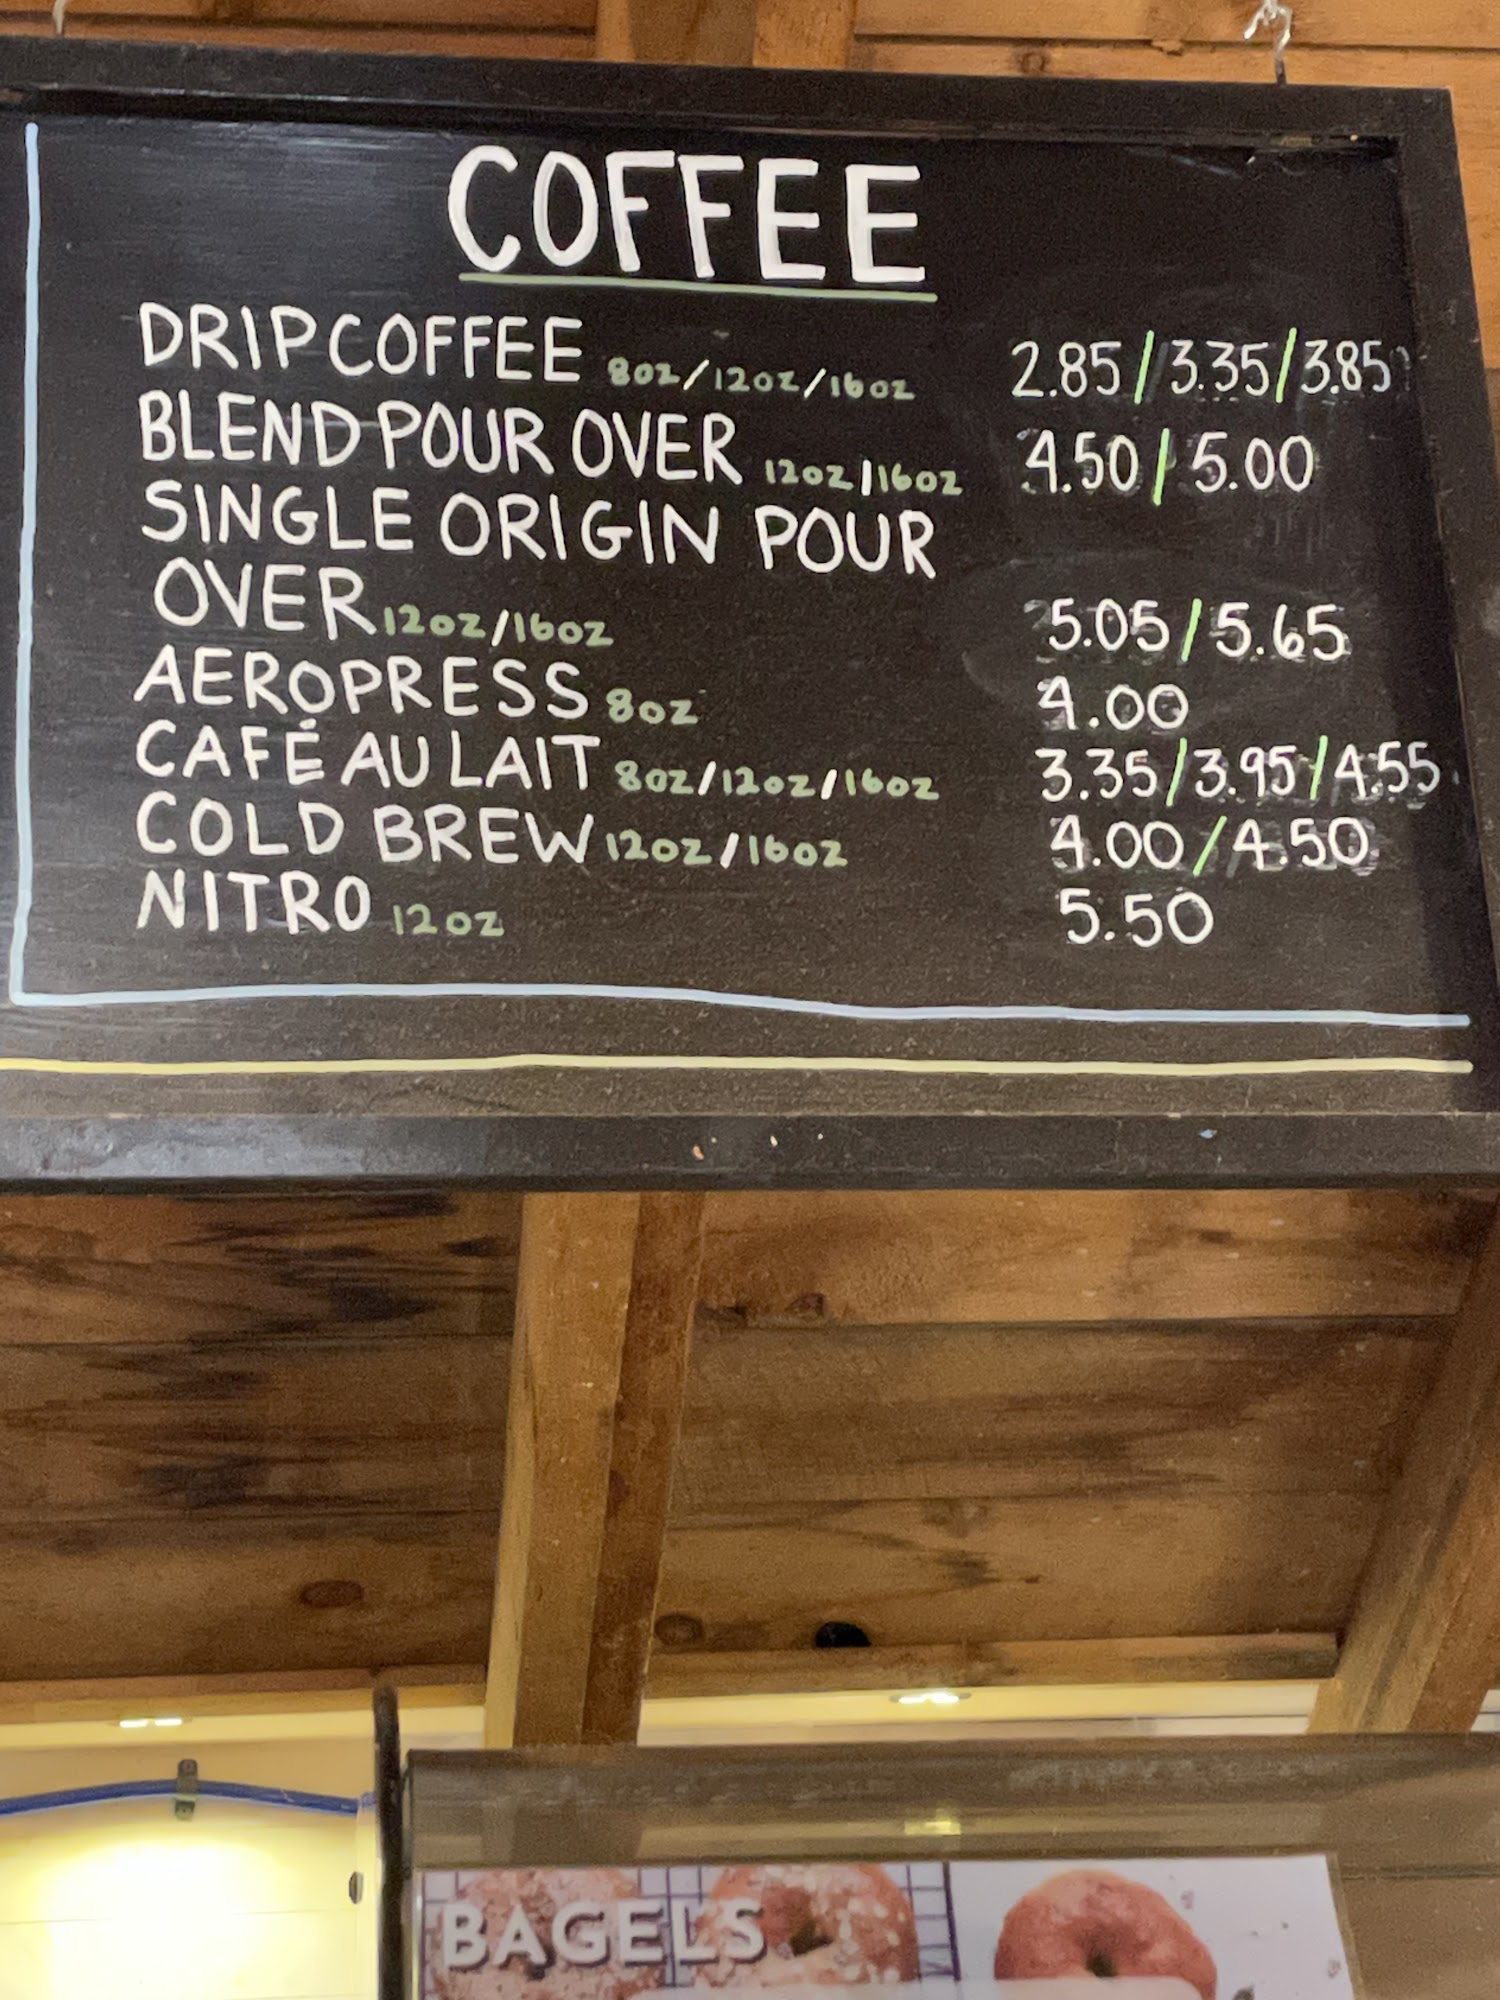 COFFEE
DRIP COFFEE 8oz/12oz/16oz 2.85/3.35/3.85
BLEND POUR OVER 12oz/16oz 4.50/5.00
SINGLE ORIGIN POUR
OVER 12oz/16oz 5.05/5.65
AEROPRESS 8oz 4.00
CAFÉ AU LAIT 8oz/12oz/16oz 3.35/3.95/4.55
COLD BREW 12oz/16oz 4.00/4.50
NITRO 12oz 5.50
BAGELS